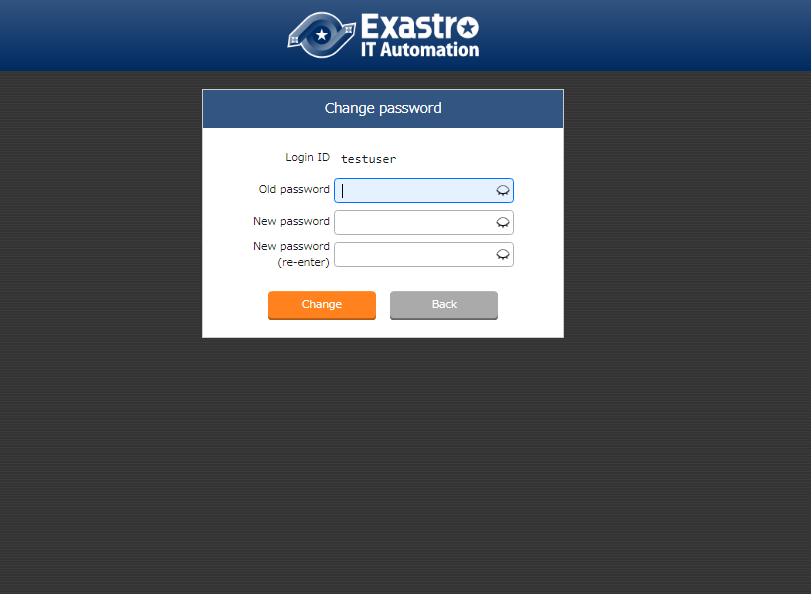 Exastro
IT Automation
Change password
Login ID testuser
Old password
New password
New password
(re-enter)
Change Back